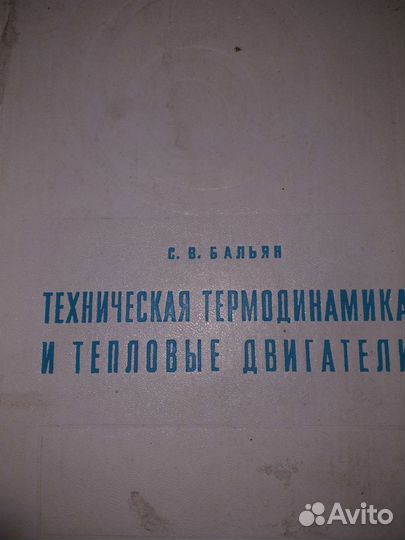 С. В. БАЛЬЯН
ТЕХНИЧЕСКАЯ ТЕРМОДИНАМИКА
И ТЕПЛОВЫЕ ДВИГАТЕЛИ
Avito